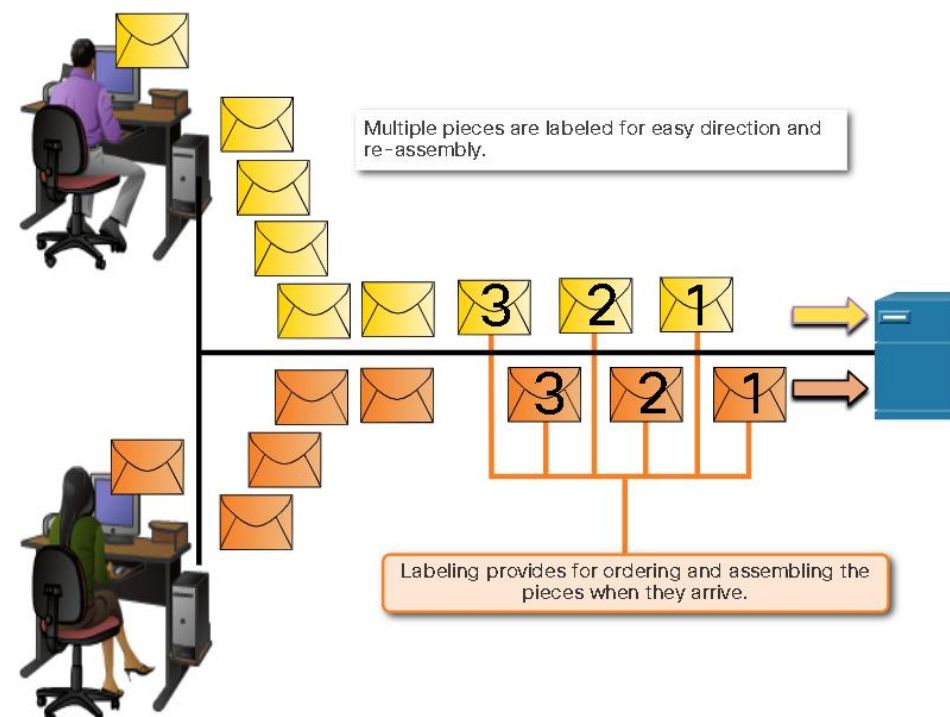 Multiple pieces are labeled for easy direction and
re-assembly.
3 2 1
3 2 1
Labeling provides for ordering and assembling the
pieces when they arrive.